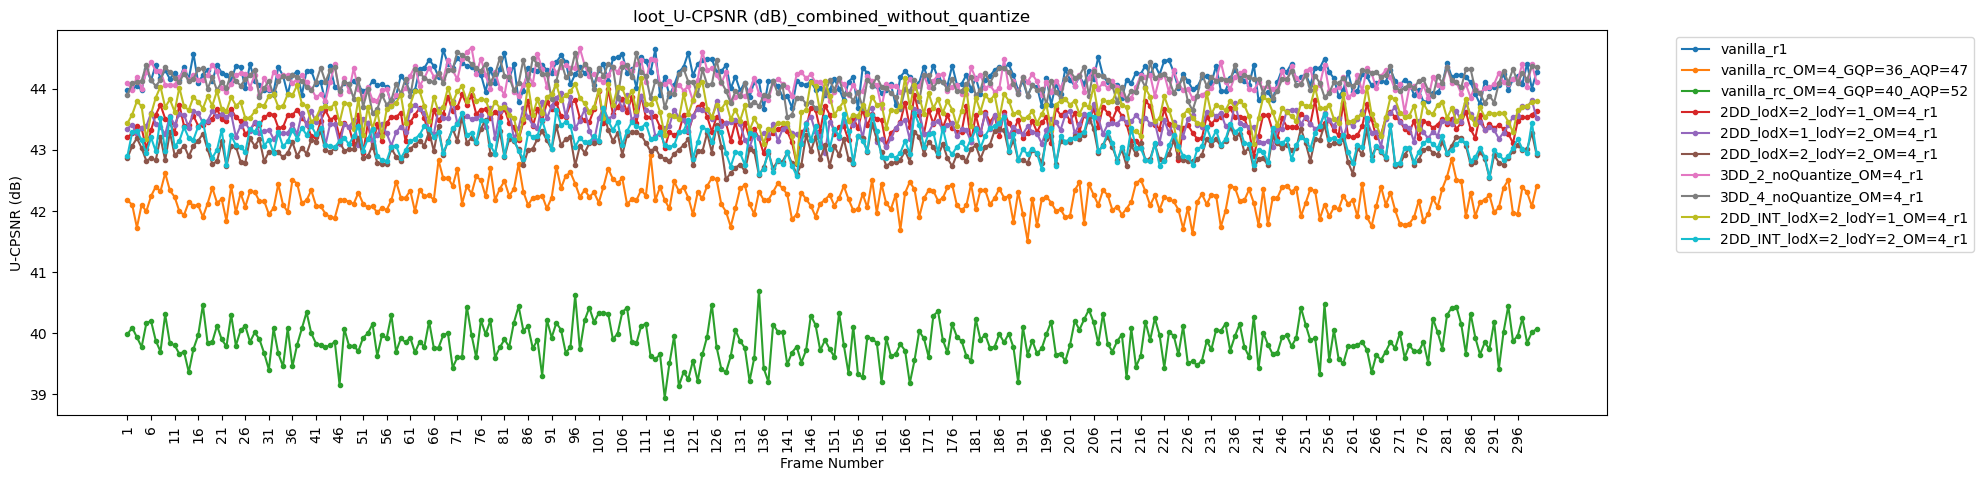 loot_U-CPSNR (dB)_combined_without_quantize
U-CPSNR (dB)
44
43
42
41
40
39
1 6 11 16 21 26 31 36 41 46 51 56 61 66 71 76 81 86 91 96 101 106 111 116 121 126 131 136 141 146 151 156 161 166 171 176 181 186 191 196 201 206 211 216 221 226 231 236 241 246 251 256 261 266 271 276 281 286 291 296
Frame Number
vanilla_r1
vanilla_rc_OM=4_GQP=36_AQP=47
vanilla_rc_OM=4_GQP=40_AQP=52
2DD_lodX=2_lodY=1_OM=4_r1
2DD_lodX=1_lodY=2_OM=4_r1
2DD_lodX=2_lodY=2_OM=4_r1
3DD_2_noQuantize_OM=4_r1
3DD_4_noQuantize_OM=4_r1
2DD_INT_lodX=2_lodY=1_OM=4_r1
2DD_INT_lodX=2_lodY=2_OM=4_r1